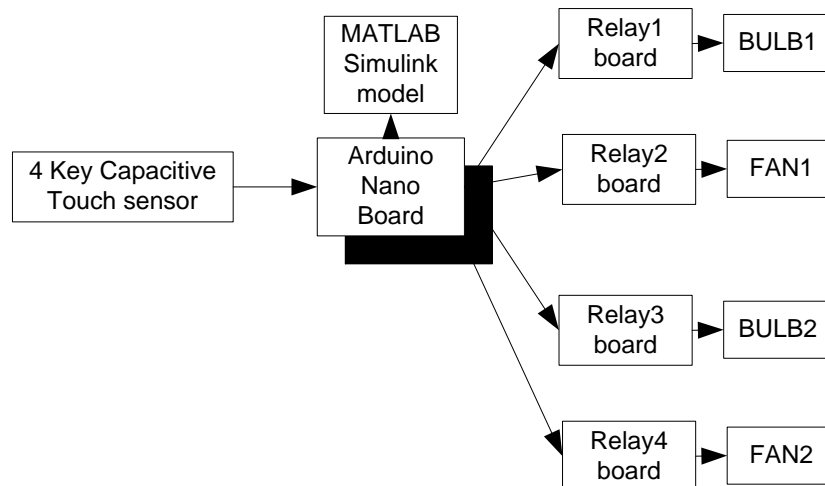 MATLAB
Simulink
model
4 Key Capacitive
Touch sensor
Arduino
Nano
Board
Relay1
board
BULB1
Relay2
board
FAN1
Relay3
board
BULB2
Relay4
board
FAN2